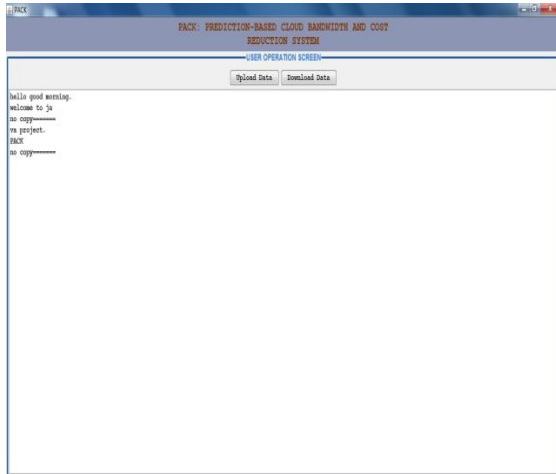 PACK
PACK: PREDICTION-BASED CLOUD BANDWIDTH AND COST
REDUCTION SYSTEM
USER OPERATION SCREEN
Upload Data Download Data
hello good morning.
welcome to ja
no copy=======
va project.
PACK
no copy=======